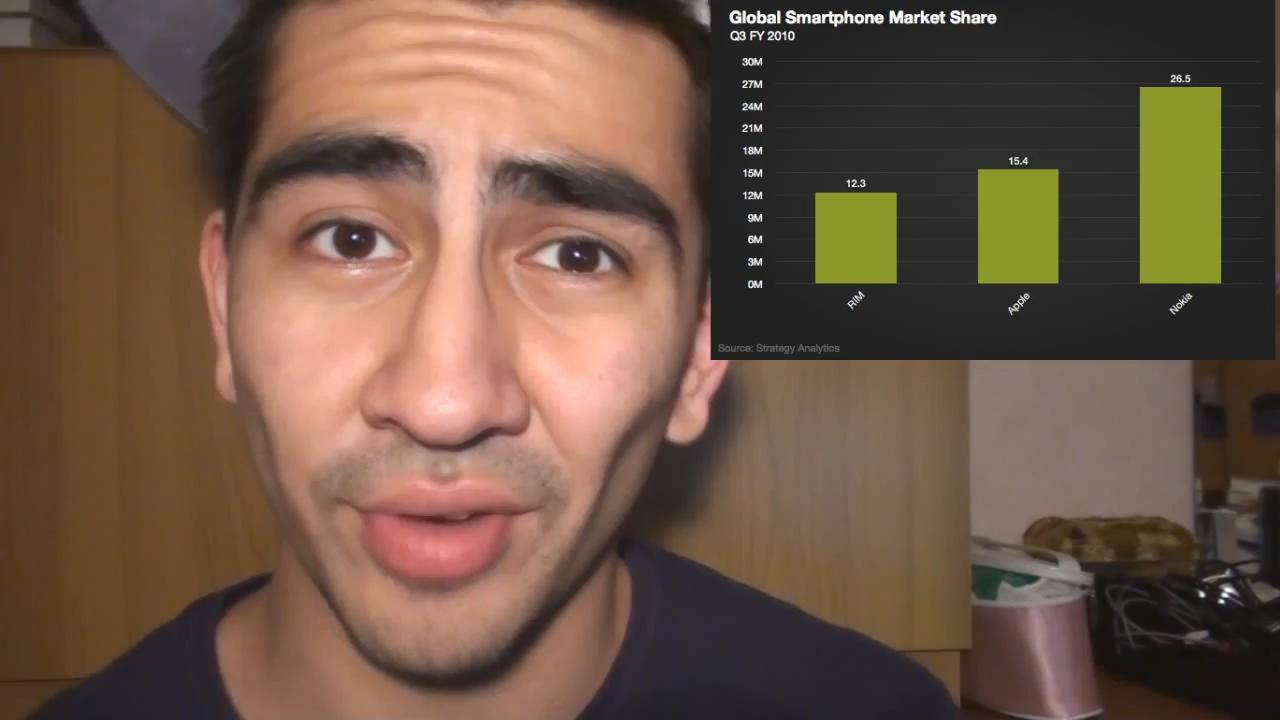 Global Smartphone Market Share
Q3 FY 2010
30M
27M
24M
21M
18M
15M
12M
9M
6M
3M
0M
12.3
15.4
26.5
RIM
Apple
Nokia
Source: Strategy Analytics